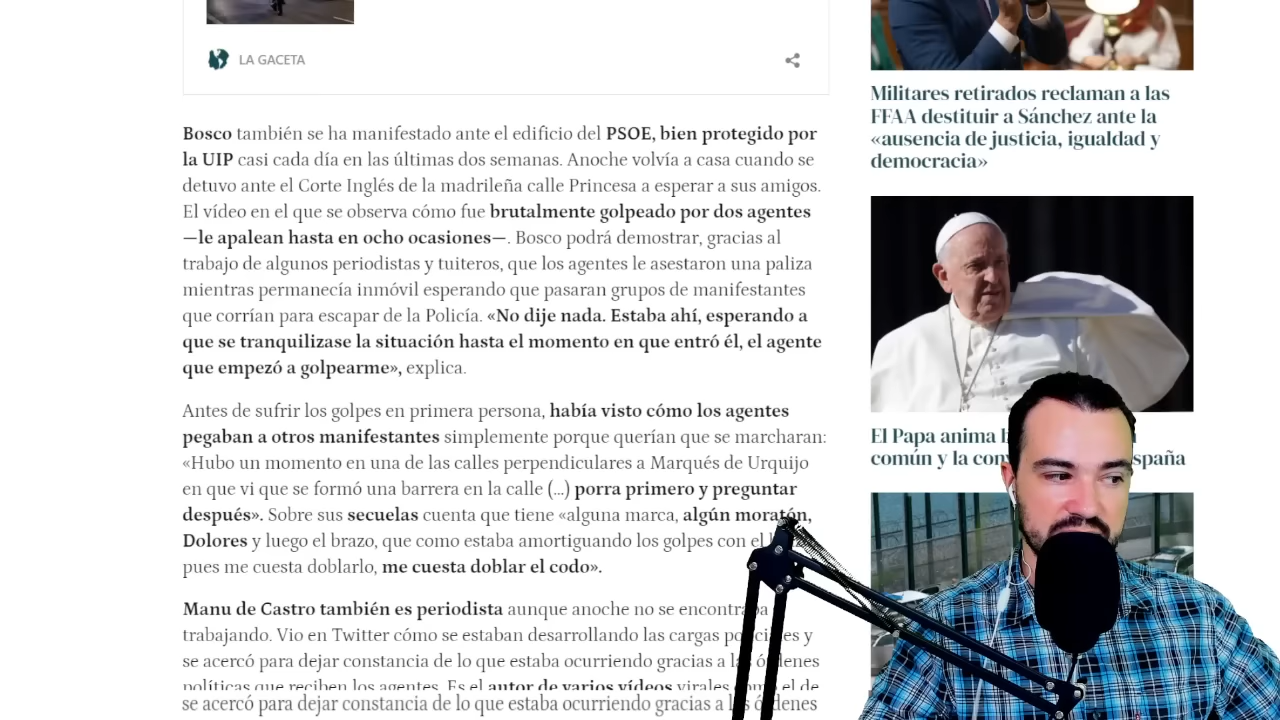 LA GACETA
Bosco también se ha manifestado ante el edificio del PSOE, bien protegido por
la UIP casi cada día en las últimas dos semanas. Anoche volvía a casa cuando se
detuvo ante el Corte Inglés de la madrileña calle Princesa a esperar a sus amigos.
El vídeo en el que se observa cómo fue brutalmente golpeado por dos agentes
—le apalean hasta en ocho ocasiones—. Bosco podrá demostrar, gracias al
trabajo de algunos periodistas y tuiteros, que los agentes le asestaron una paliza
mientras permanecía inmóvil esperando que pasaran grupos de manifestantes
que corrían para escapar de la Policía. «No dije nada. Estaba ahí, esperando a
que se tranquilizase la situación hasta el momento en que entró él, el agente
que empezó a golpearme», explica.
Antes de sufrir los golpes en primera persona, había visto cómo los agentes
pegaban a otros manifestantes simplemente porque querían que se marcharan:
«Hubo un momento en una de las calles perpendiculares a Marqués de Urquijo
en que vi que se formó una barrera en la calle (...) porra primero y preguntar
después». Sobre sus secuelas cuenta que tiene «alguna marca, algún moratón,
Dolores y luego el brazo, que como estaba amortiguando los golpes con el
pues me cuesta doblarlo, me cuesta doblar el codo».
Manu de Castro también es periodista aunque anoche no se encontraba
trabajando. Vio en Twitter cómo se estaban desarrollando las cargas policiales y
se acercó para dejar constancia de lo que estaba ocurriendo gracias a las órdenes
políticas que reciben los agentes. Es el autor de varios vídeos virales como el de
se acercó para dejar constancia de lo que estaba ocurriendo gracias a las órdenes
Militares retirados reclaman a las
FFAA destituir a Sánchez ante la
«ausencia de justicia, igualdad y
democracia»
El Papa anima
común y la